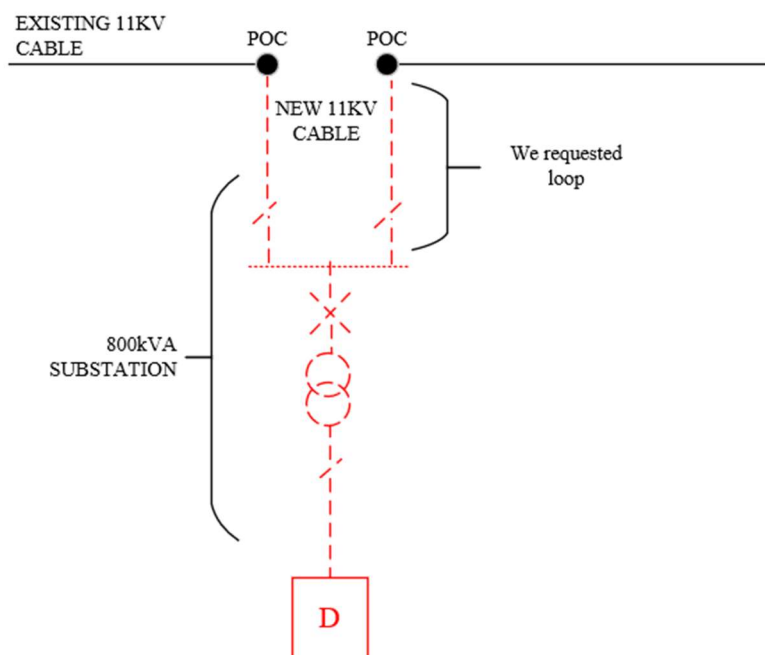 EXISTING 11KV
CABLE
POC
POC
NEW 11KV
CABLE
We requested
loop
800kVA
SUBSTATION
D